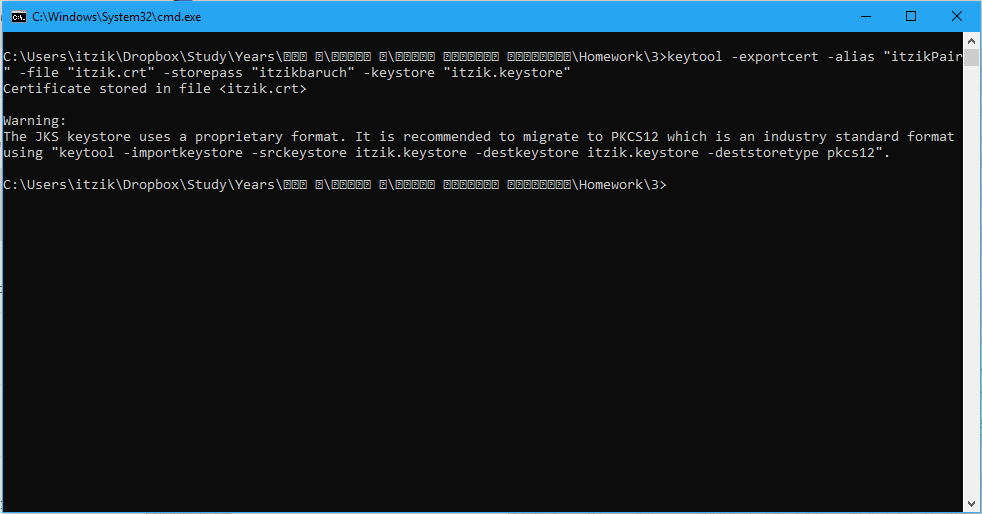 C:\Windows\System32\cmd.exe
C:\Users\itzik\Dropbox\Study\Years\ \ \ \Homework\3>keytool -exportcert -alias "itzikPair
" -file "itzik.crt" -storepass "itzikbaruch" -keystore "itzik.keystore"
Certificate stored in file <itzik.crt>
Warning:
The JKS keystore uses a proprietary format. It is recommended to migrate to PKCS12 which is an industry standard format
using "keytool -importkeystore -srckeystore itzik.keystore -destkeystore itzik.keystore -deststoretype pkcs12".
C:\Users\itzik\Dropbox\Study\Years\ \ \ \Homework\3>